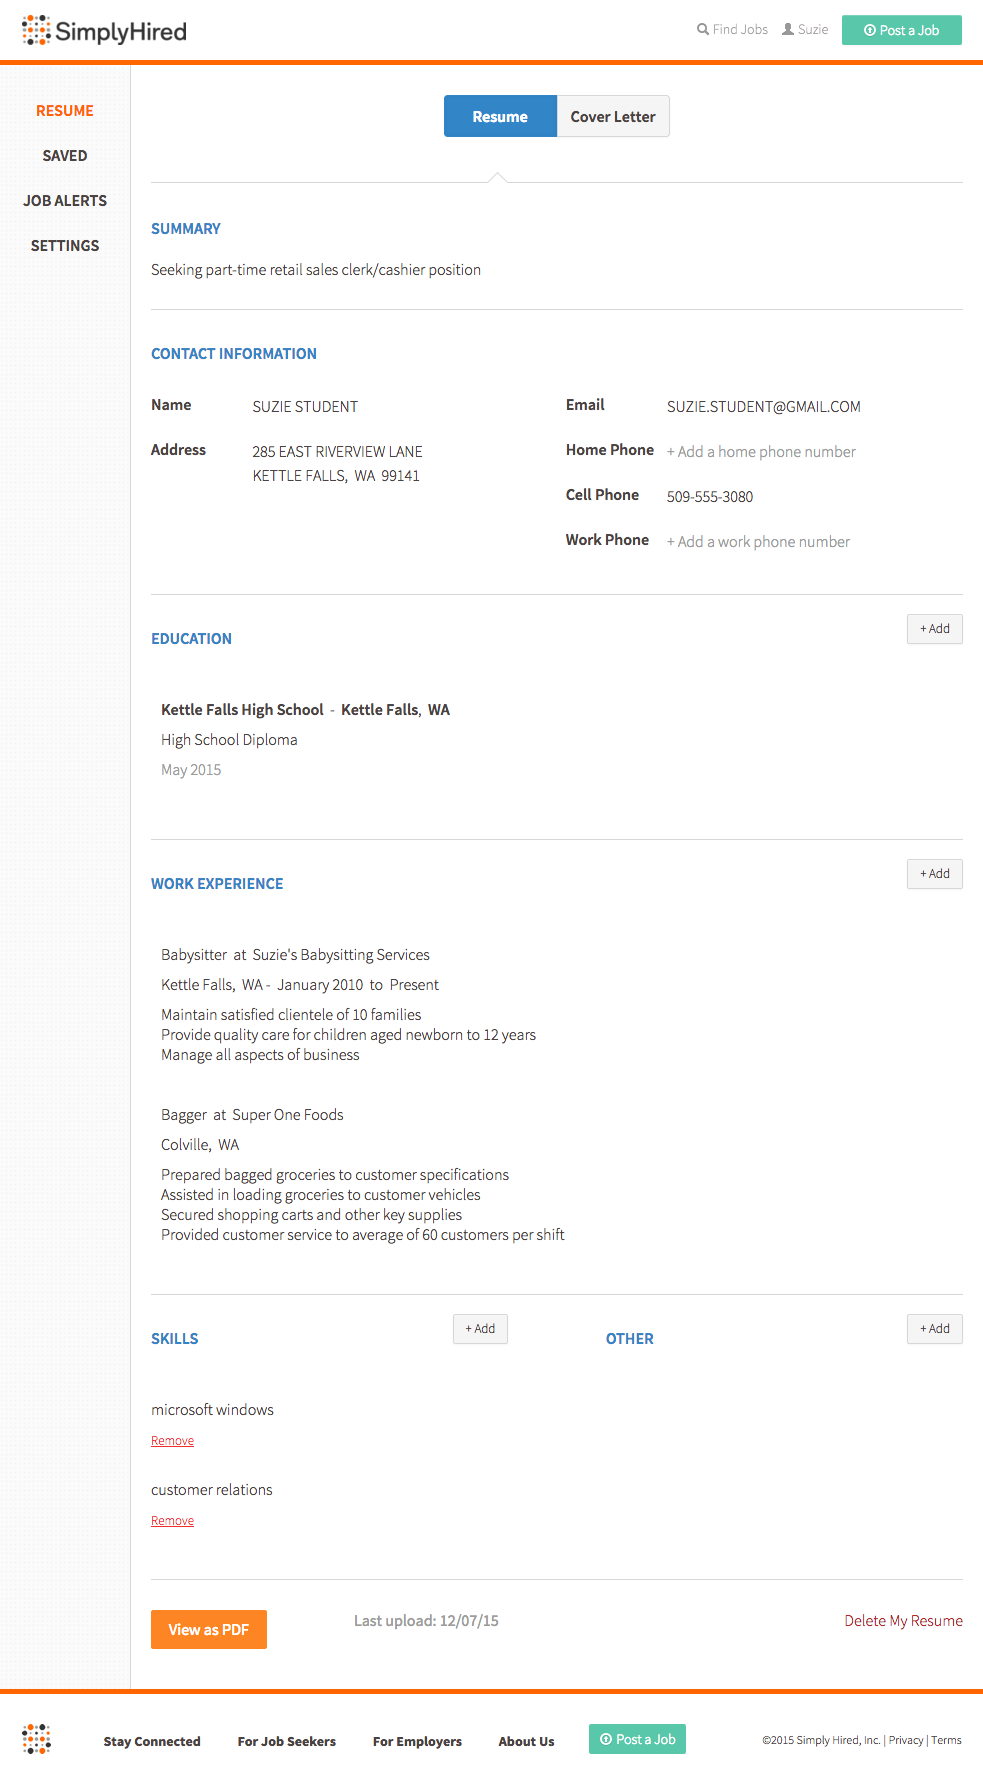 SimplyHired
Find Jobs Suzie Post a Job
RESUME
SAVED
JOB ALERTS
SETTINGS
Resume Cover Letter
SUMMARY
Seeking part-time retail sales clerk/cashier position
CONTACT INFORMATION
Name SUZIE STUDENT
Address 285 EAST RIVERVIEW LANE
KETTLE FALLS, WA 99141
Email SUZIE.STUDENT@GMAIL.COM
Home Phone + Add a home phone number
Cell Phone 509-555-3080
Work Phone + Add a work phone number
EDUCATION
+ Add
Kettle Falls High School - Kettle Falls, WA
High School Diploma
May 2015
WORK EXPERIENCE
+ Add
Babysitter at Suzie's Babysitting Services
Kettle Falls, WA - January 2010 to Present
Maintain satisfied clientele of 10 families
Provide quality care for children aged newborn to 12 years
Manage all aspects of business
Bagger at Super One Foods
Colville, WA
Prepared bagged groceries to customer specifications
Assisted in loading groceries to customer vehicles
Secured shopping carts and other key supplies
Provided customer service to average of 60 customers per shift
SKILLS
+ Add
microsoft windows
Remove
customer relations
Remove
OTHER
+ Add
View as PDF Last upload: 12/07/15 Delete My Resume
Stay Connected For Job Seekers For Employers About Us Post a Job ©2015 Simply Hired, Inc. | Privacy | Terms